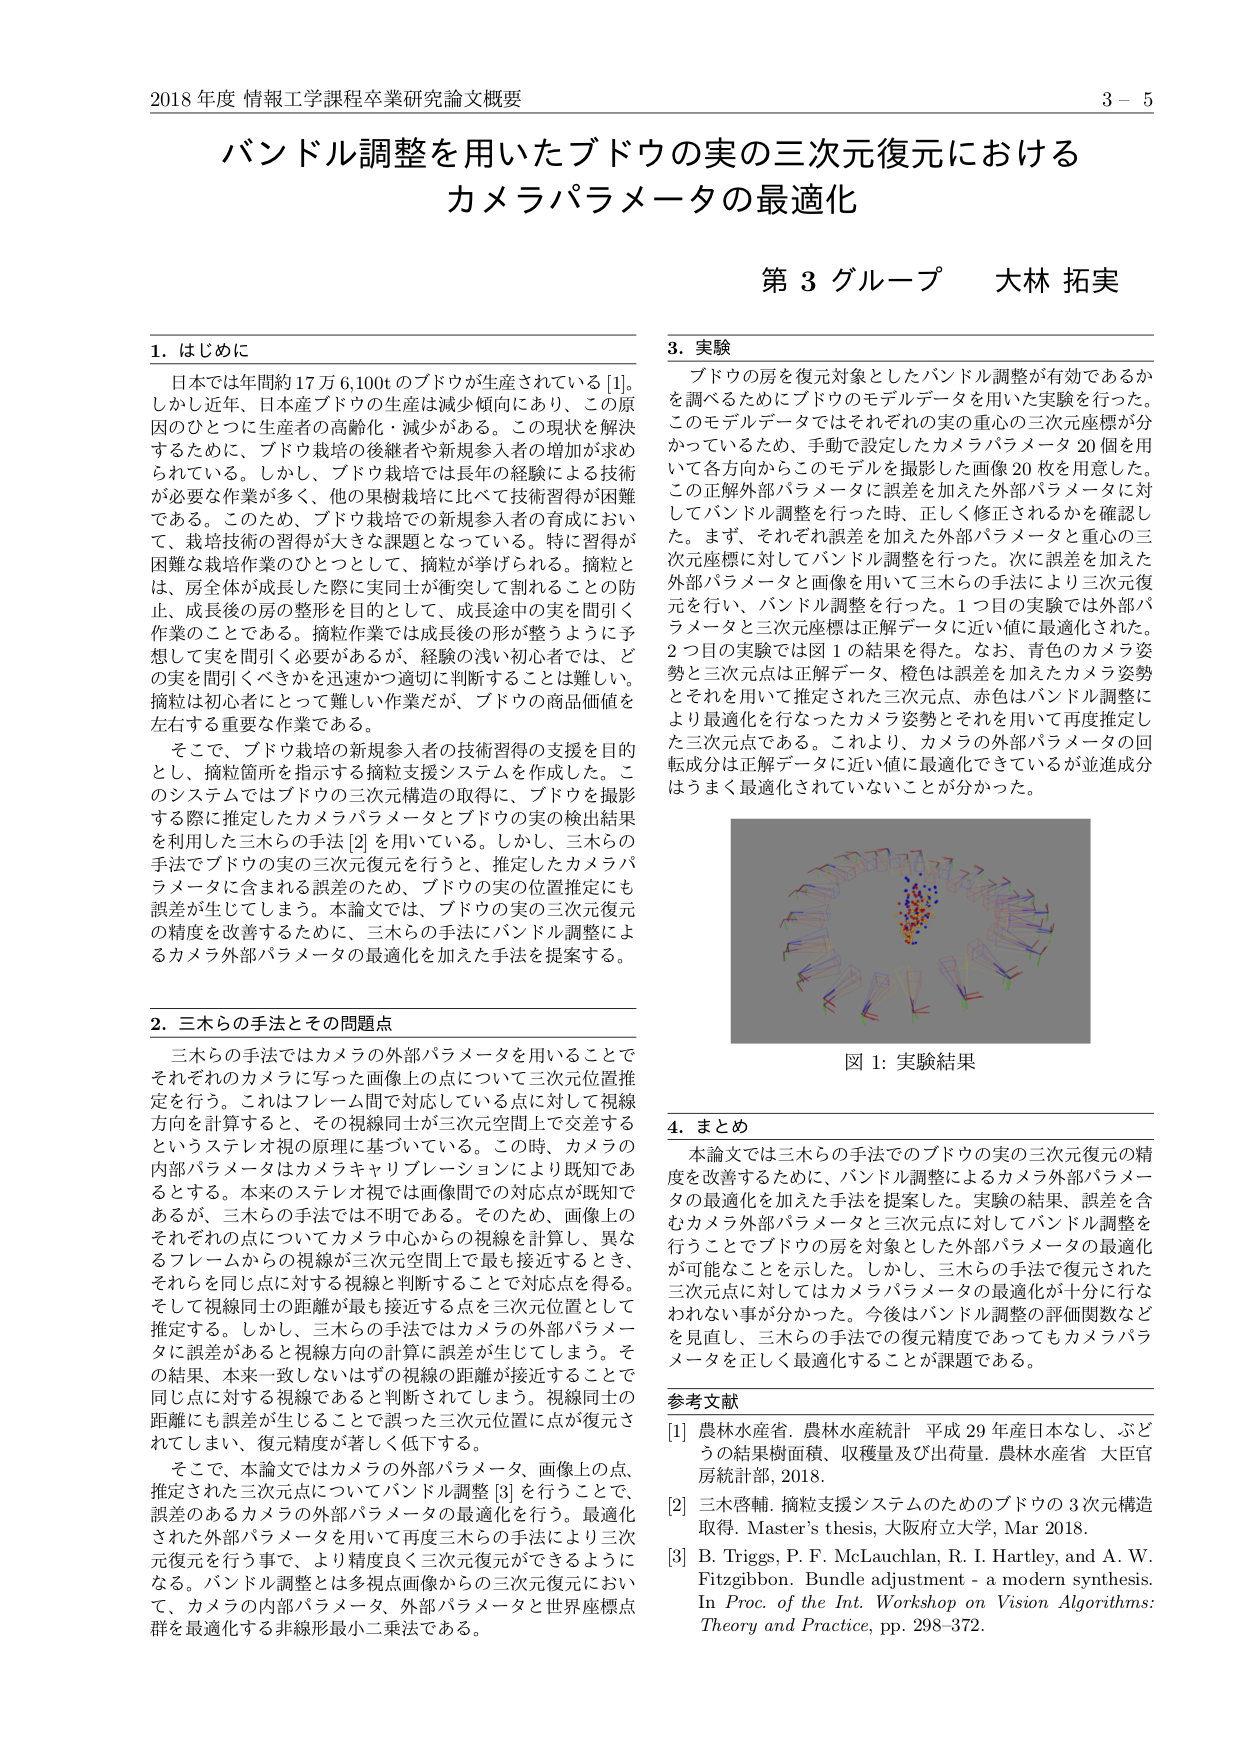 2018 年度 情報工学課程卒業研究論文概要
3 – 5
バンドル調整を用いたブドウの実の三次元復元における
カメラパラメータの最適化
第 3 グループ 大林 拓実
1. はじめに
日本では年間約 17 万 6,100t のブドウが生産されている [1]。
しかし近年、日本産ブドウの生産は減少傾向にあり、この原
因のひとつに生産者の高齢化・減少がある。この現状を解決
するために、ブドウ栽培の後継者や新規参入者の増加が求め
られている。しかし、ブドウ栽培では長年の経験による技術
が必要な作業が多く、他の果樹栽培に比べて技術習得が困難
である。このため、ブドウ栽培での新規参入者の育成におい
て、栽培技術の習得が大きな課題となっている。特に習得が
困難な栽培作業のひとつとして、摘粒が挙げられる。摘粒と
は、房全体が成長した際に実同士が衝突して割れることの防
止、成長後の房の整形を目的として、成長途中の実を間引く
作業のことである。摘粒作業では成長後の形が整うように予
想して実を間引く必要があるが、経験の浅い初心者では、ど
の実を間引くべきかを迅速かつ適切に判断することは難しい。
摘粒は初心者にとって難しい作業だが、ブドウの商品価値を
左右する重要な作業である。
そこで、ブドウ栽培の新規参入者の技術習得の支援を目的
とし、摘粒箇所を指示する摘粒支援システムを作成した。こ
のシステムではブドウの三次元構造の取得に、ブドウを撮影
する際に推定したカメラパラメータとブドウの実の検出結果
を利用した三木らの手法 [2] を用いている。しかし、三木らの
手法でブドウの実の三次元復元を行うと、推定したカメラパ
ラメータに含まれる誤差のため、ブドウの実の位置推定にも
誤差が生じてしまう。本論文では、ブドウの実の三次元復元
の精度を改善するために、三木らの手法にバンドル調整によ
るカメラ外部パラメータの最適化を加えた手法を提案する。
2. 三木らの手法とその問題点
三木らの手法ではカメラの外部パラメータを用いることで
それぞれのカメラに写った画像上の点について三次元位置推
定を行う。これはフレーム間で対応している点に対して視線
方向を計算すると、その視線同士が三次元空間上で交差する
というステレオ視の原理に基づいている。この時、カメラの
内部パラメータはカメラキャリブレーションにより既知であ
るとする。本来のステレオ視では画像間での対応点が既知で
あるが、三木らの手法では不明である。そのため、画像上の
それぞれの点についてカメラ中心からの視線を計算し、異な
るフレームからの視線が三次元空間上で最も接近するとき、
それらを同じ点に対する視線と判断することで対応点を得る。
そして視線同士の距離が最も接近する点を三次元位置として
推定する。しかし、三木らの手法ではカメラの外部パラメー
タに誤差があると視線方向の計算に誤差が生じてしまう。そ
の結果、本来一致しないはずの視線の距離が接近することで
同じ点に対する視線であると判断されてしまう。視線同士の
距離にも誤差が生じることで誤った三次元位置に点が復元さ
れてしまい、復元精度が著しく低下する。
そこで、本論文ではカメラの外部パラメータ、画像上の点、
推定された三次元点についてバンドル調整 [3] を行うことで、
誤差のあるカメラの外部パラメータの最適化を行う。最適化
された外部パラメータを用いて再度三木らの手法により三次
元復元を行う事で、より精度良く三次元復元ができるように
なる。バンドル調整とは多視点画像からの三次元復元におい
て、カメラの内部パラメータ、外部パラメータと世界座標点
群を最適化する非線形最小二乗法である。
3. 実験
ブドウの房を復元対象としたバンドル調整が有効であるか
を調べるためにブドウのモデルデータを用いた実験を行った。
このモデルデータではそれぞれの実の重心の三次元座標が分
かっているため、手動で設定したカメラパラメータ 20 個を用
いて各方向からこのモデルを撮影した画像 20 枚を用意した。
この正解外部パラメータに誤差を加えた外部パラメータに対
してバンドル調整を行った時、正しく修正されるかを確認し
た。まず、それぞれ誤差を加えた外部パラメータと重心の三
次元座標に対してバンドル調整を行った。次に誤差を加えた
外部パラメータと画像を用いて三木らの手法により三次元復
元を行い、バンドル調整を行った。1 つ目の実験では外部パ
ラメータと三次元座標は正解データに近い値に最適化された。
2 つ目の実験では図 1 の結果を得た。なお、青色のカメラ姿
勢と三次元点は正解データ、橙色は誤差を加えたカメラ姿勢
とそれを用いて推定された三次元点、赤色はバンドル調整に
より最適化を行なったカメラ姿勢とそれを用いて再度推定し
た三次元点である。これより、カメラの外部パラメータの回
転成分は正解データに近い値に最適化できているが並進成分
はうまく最適化されていないことが分かった。
図 1: 実験結果
4. まとめ
本論文では三木らの手法でのブドウの実の三次元復元の精
度を改善するために、バンドル調整によるカメラ外部パラメー
タの最適化を加えた手法を提案した。実験の結果、誤差を含
むカメラ外部パラメータと三次元点に対してバンドル調整を
行うことでブドウの房を対象とした外部パラメータの最適化
が可能なことを示した。しかし、三木らの手法で復元された
三次元点に対してはカメラパラメータの最適化が十分に行な
われない事が分かった。今後はバンドル調整の評価関数など
を見直し、三木らの手法での復元精度であってもカメラパラ
メータを正しく最適化することが課題である。
参考文献
[1] 農林水産省. 農林水産統計 平成 29 年産日本なし、ぶど
うの結果樹面積、収穫量及び出荷量. 農林水産省 大臣官
房統計部, 2018.
[2] 三木啓輔. 摘粒支援システムのためのブドウの 3 次元構造
取得. Master's thesis, 大阪府立大学, Mar 2018.
[3] B. Triggs, P. F. McLauchlan, R. I. Hartley, and A. W.
Fitzgibbon. Bundle adjustment - a modern synthesis.
In Proc. of the Int. Workshop on Vision Algorithms:
Theory and Practice, pp. 298–372.